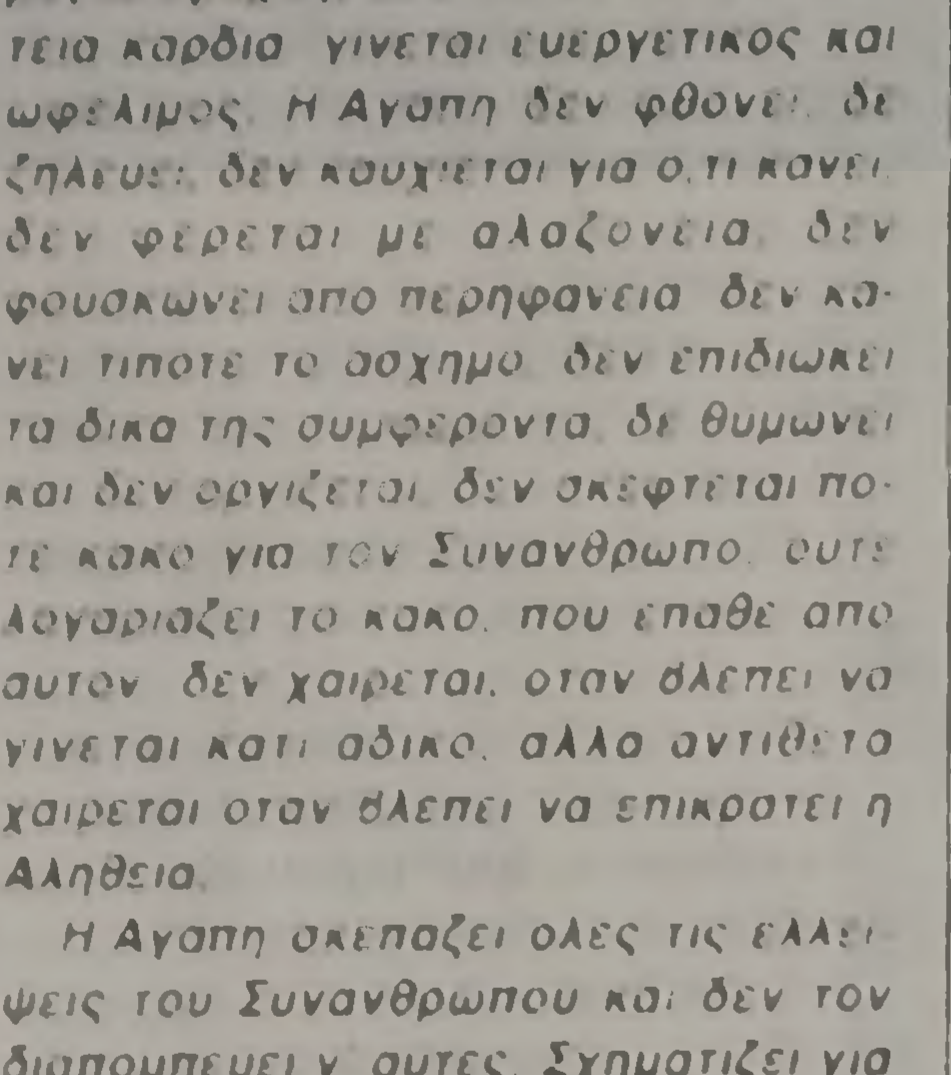 τεια καρδια γινεται ευεργετικος και
ωφελιμος. Η Αγαπη δεν φθονει, δε
ζηλευει, δεν καυχιεται για ο,τι κανει,
δεν φερεται με αλαζονεια, δεν
φουσκωνει απο περηφανεια δεν κα-
νει τιποτε το ασχημο, δεν επιδιωκει
τα δικα της συμφεροντα, δε θυμωνει
και δεν οργιζεται, δεν σκεφτεται πο-
τε κακο για τον Συνανθρωπο, ουτε
λογαριαζει το κακο, που επαθε απο
αυτον δεν χαιρεται, οταν βλεπει να
γινεται κατι αδικο, αλλα αντιθετα
χαιρεται οταν βλεπει να επικρατει η
Αληθεια.
Η Αγαπη σκεπαζει ολες τις ελλει-
ψεις του Συνανθρωπου και δεν τον
διαπομπευει γ' αυτες. Σχηματιζει για